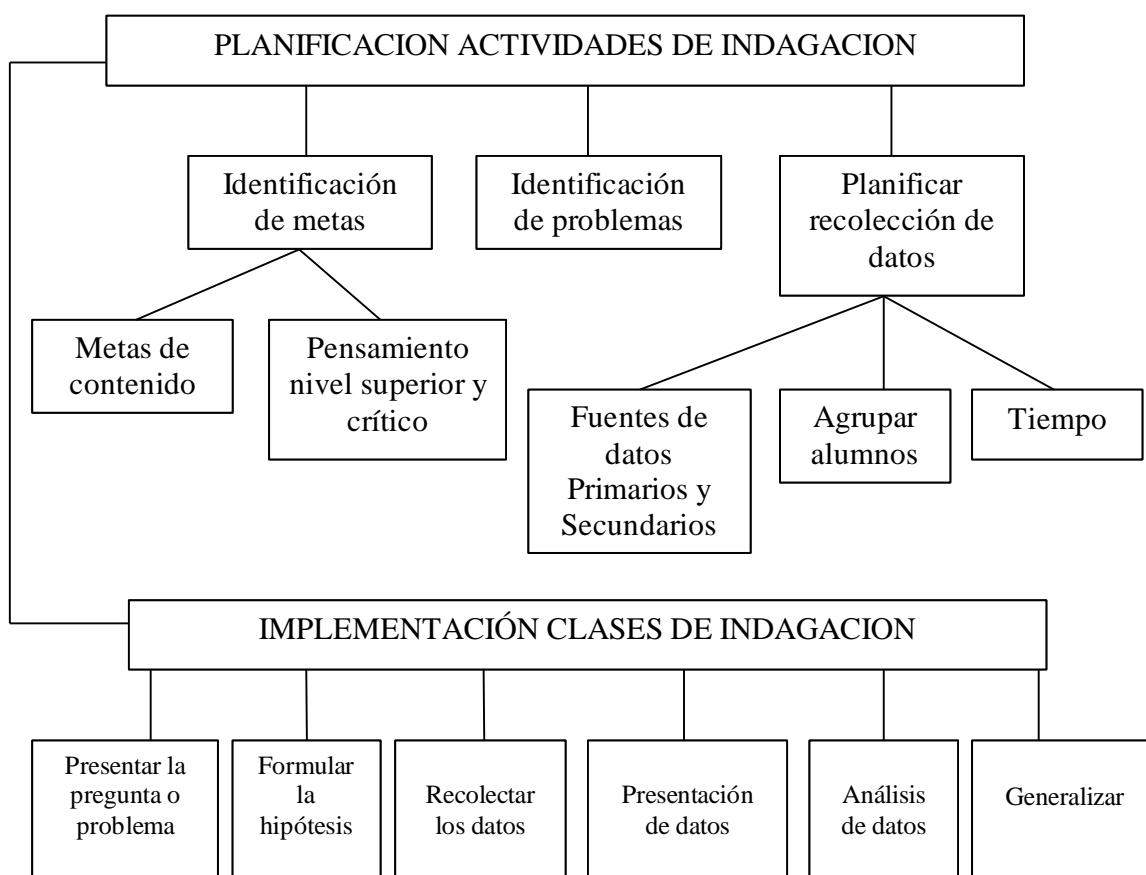 PLANIFICACION ACTIVIDADES DE INDAGACION
Identificación
de metas
Identificación
de problemas
Planificar
recolección de
datos
Metas de
contenido
Pensamiento
nivel superior y
crítico
Fuentes de
datos
Primarios y
Secundarios
Agrupar
alumnos
Tiempo
IMPLEMENTACIÓN CLASES DE INDAGACION
Presentar la
pregunta o
problema
Formular
la
hipótesis
Recolectar
los datos
Presentación
de datos
Análisis
de datos
Generalizar